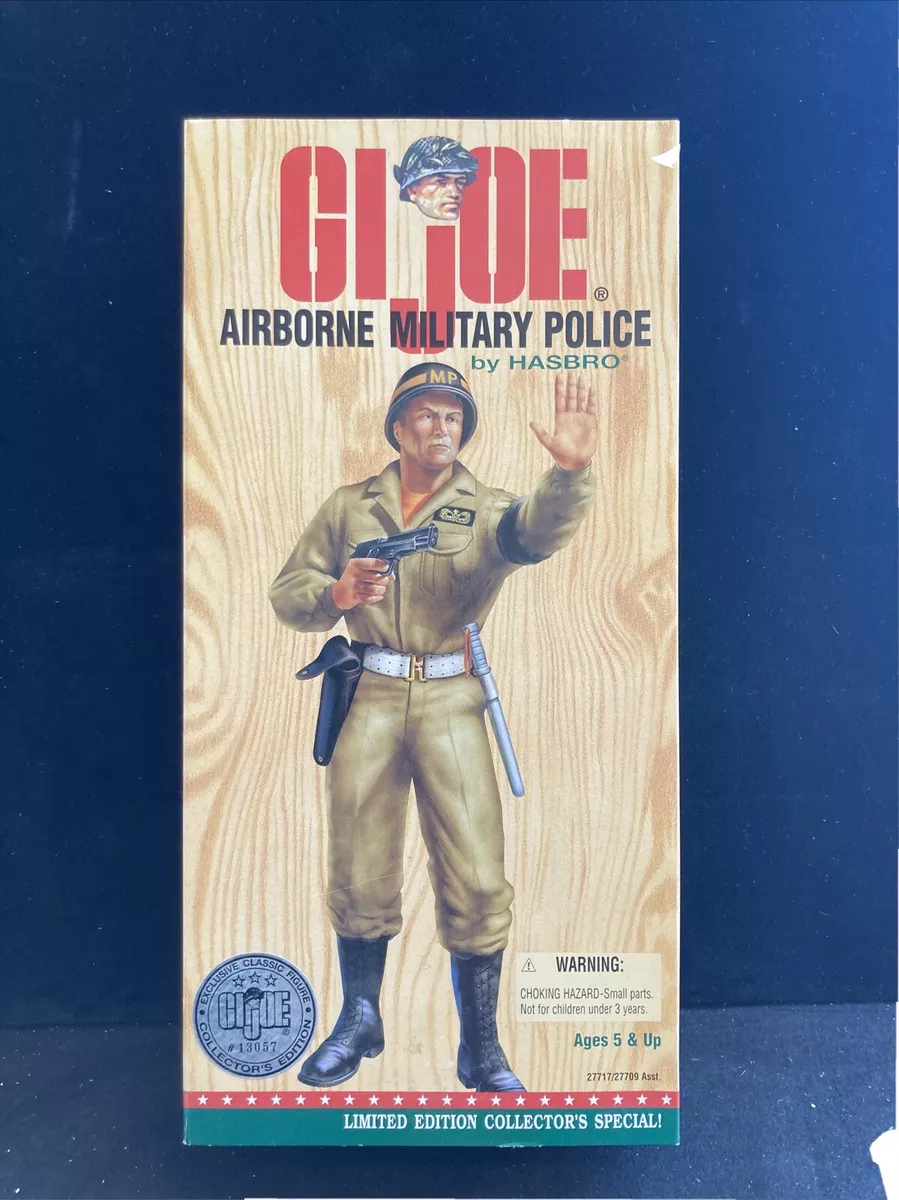 GI JOE ®
AIRBORNE MILITARY POLICE
by HASBRO®
MP
EXCLUSIVE CLASSIC FIGURE
GI JOE ®
#13057
COLLECTOR'S EDITION
⚠ WARNING:
CHOKING HAZARD-Small parts.
Not for children under 3 years.
Ages 5 & Up
27717/27709 Asst.
LIMITED EDITION COLLECTOR'S SPECIAL!